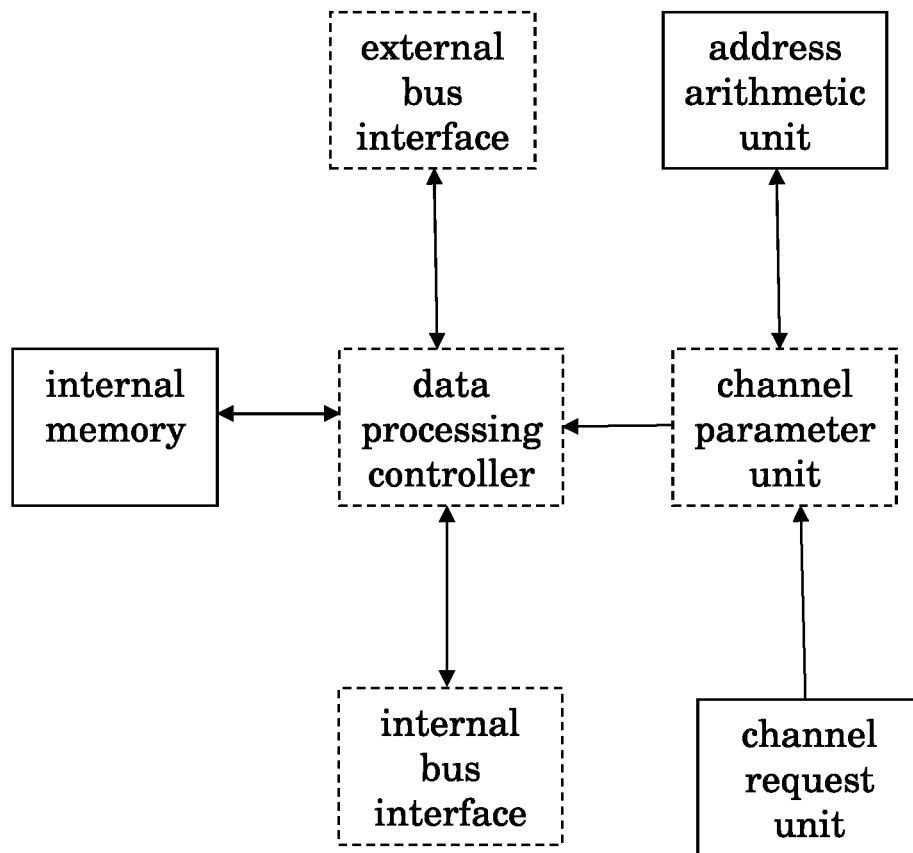 external
bus
interface
address
arithmetic
unit
internal
memory
data
processing
controller
channel
parameter
unit
internal
bus
interface
channel
request
unit